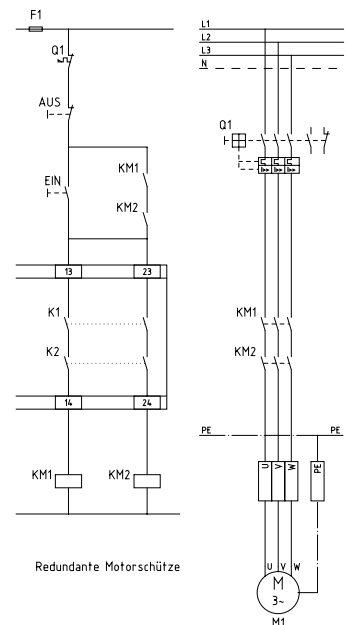 F1
L1
L2
L3
N
Q1
AUS
Q1
EIN
KM1
KM2
13 23
K1
K2
14 24
KM1 KM2
KM1
KM2
PE PE
U V W PE
U V W
M
3~
M1
Redundante Motorschütze